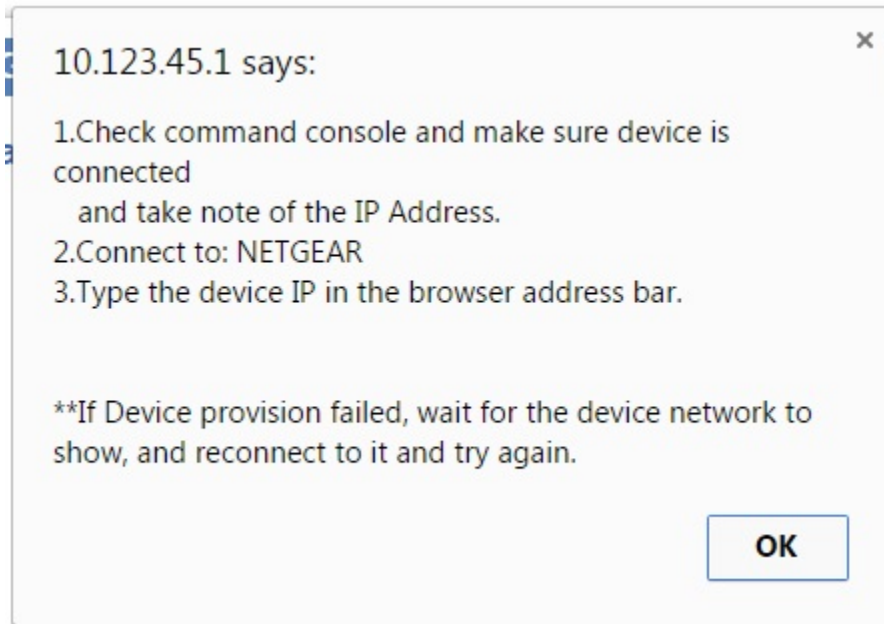 10.123.45.1 says:
1.Check command console and make sure device is
connected
and take note of the IP Address.
2.Connect to: NETGEAR
3.Type the device IP in the browser address bar.
**If Device provision failed, wait for the device network to
show, and reconnect to it and try again.
OK